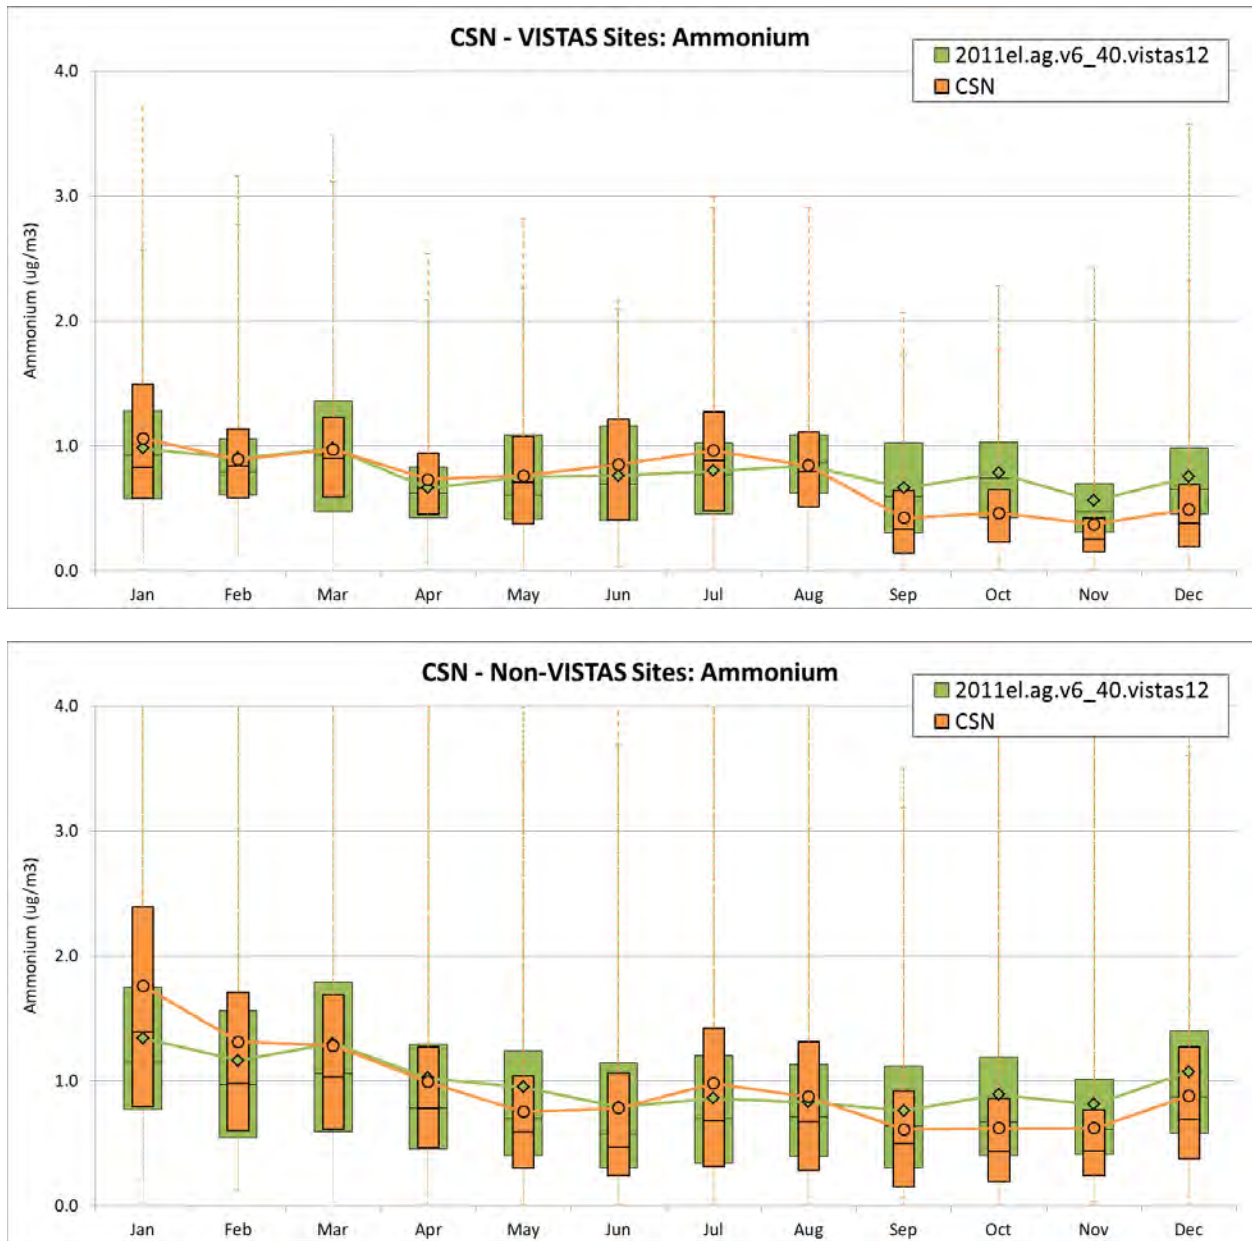 CSN - VISTAS Sites: Ammonium
2011el.ag.v6_40.vistas12
CSN
Ammonium (ug/m3)
4.0
3.0
2.0
1.0
0.0
Jan Feb Mar Apr May Jun Jul Aug Sep Oct Nov Dec
CSN - Non-VISTAS Sites: Ammonium
2011el.ag.v6_40.vistas12
CSN
Ammonium (ug/m3)
4.0
3.0
2.0
1.0
0.0
Jan Feb Mar Apr May Jun Jul Aug Sep Oct Nov Dec